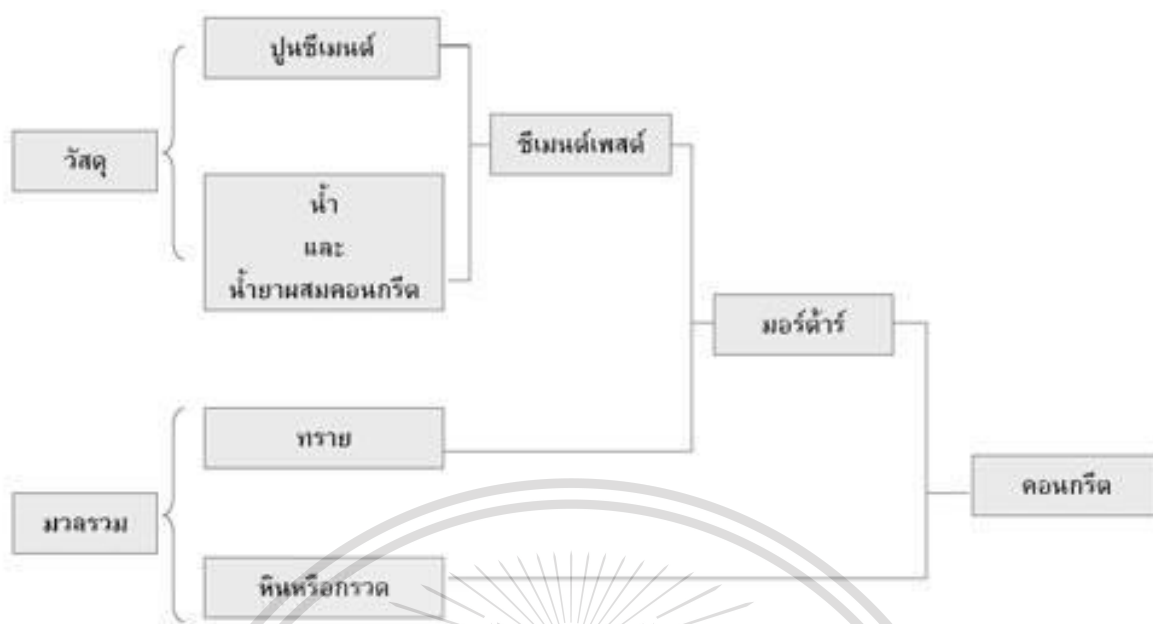 ปูนซีเมนต์
วัสดุ
ซีเมนต์เพสต์
น้ำ
และ
น้ำยาผสมคอนกรีต
มอร์ต้าร์
ทราย
มวลรวม
คอนกรีต
หินหรือกรวด